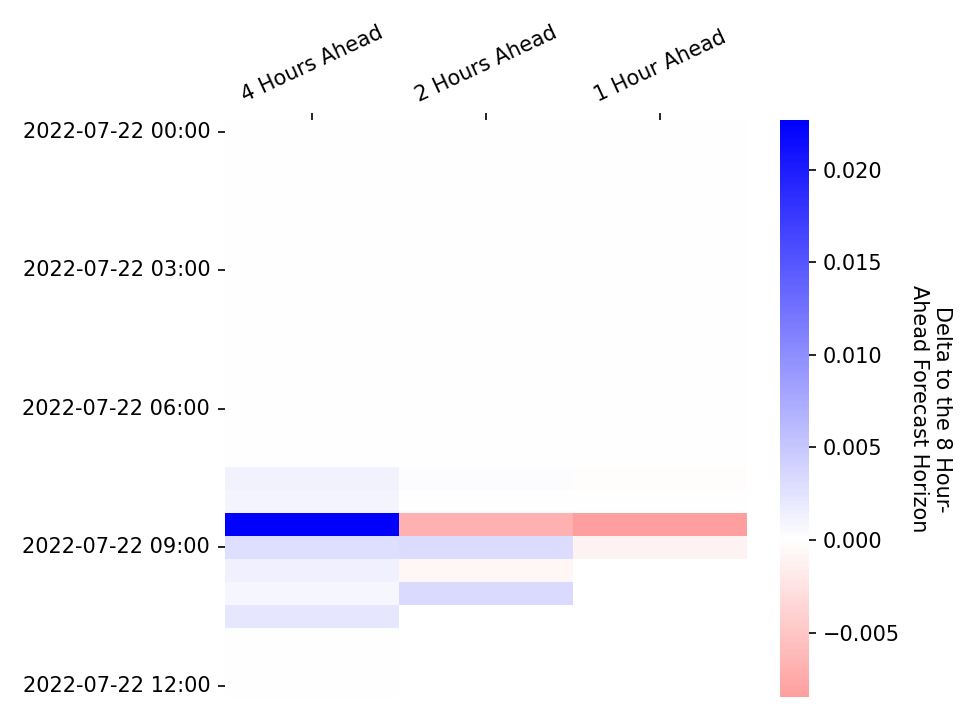 4 Hours Ahead
2 Hours Ahead
1 Hour Ahead
2022-07-22 00:00
2022-07-22 03:00
2022-07-22 06:00
2022-07-22 09:00
2022-07-22 12:00
0.020
0.015
0.010
0.005
0.000
−0.005
Delta to the 8 Hour-
Ahead Forecast Horizon